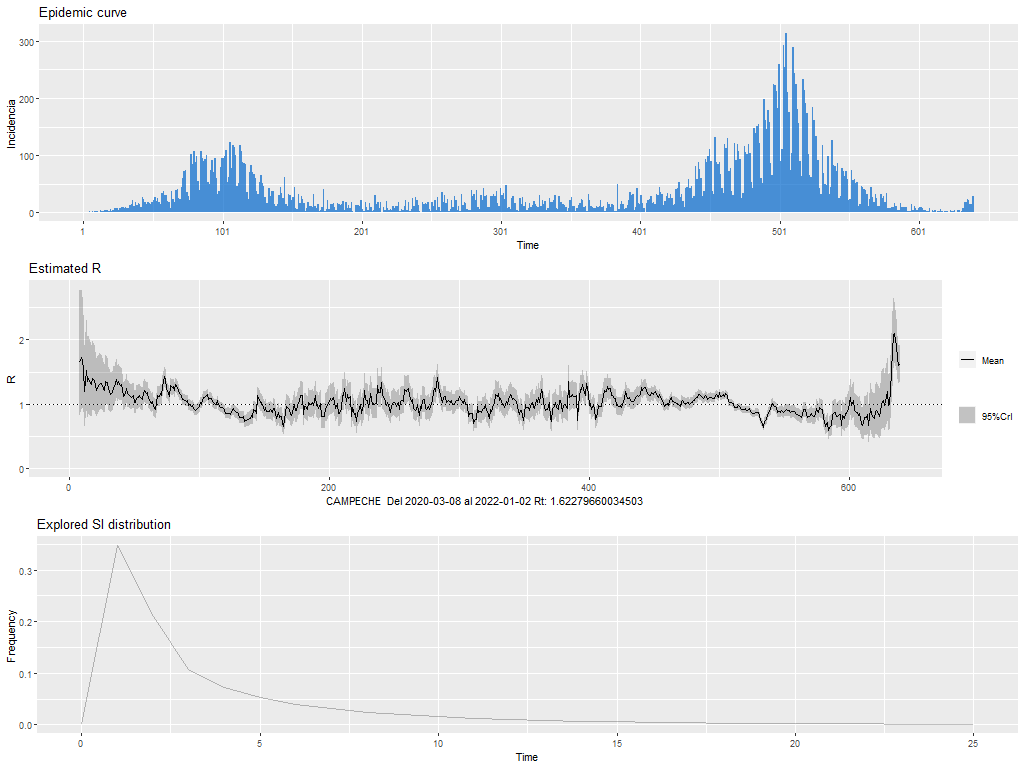 Epidemic curve
Incidencia
300
200
100
0
1
101
201
301
401
501
601
Time
Estimated R
R
2
1
0
0
200
400
600
CAMPECHE Del 2020-03-08 al 2022-01-02 Rt: 1.62279660034503
Mean
95%CrI
Explored SI distribution
Frequency
0.3
0.2
0.1
0.0
0
5
10
15
20
25
Time